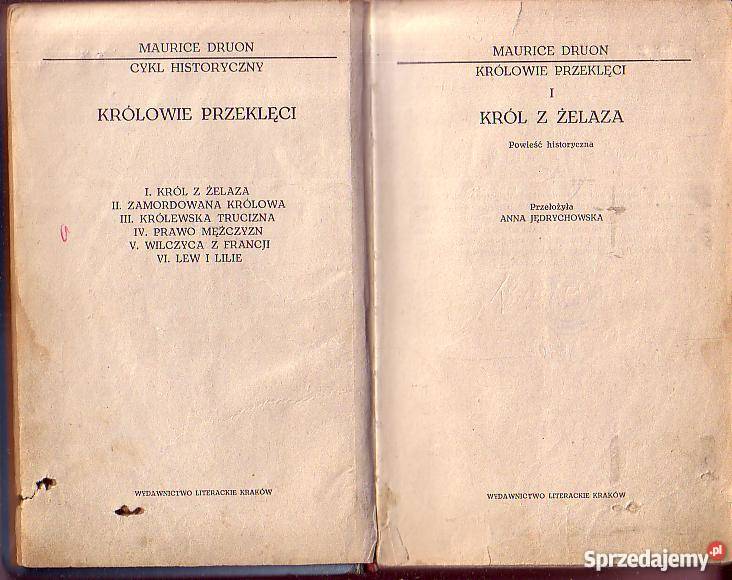 MAURICE DRUON
CYKL HISTORYCZNY
KRÓLOWIE PRZEKLĘCI
I. KRÓL Z ŻELAZA
II. ZAMORDOWANA KRÓLOWA
III. KRÓLEWSKA TRUCIZNA
IV. PRAWO MĘŻCZYZN
V. WILCZYCA Z FRANCJI
VI. LEW I LILIE
WYDAWNICTWO LITERACKIE KRAKÓW
MAURICE DRUON
KRÓLOWIE PRZEKLĘCI
I
KRÓL Z ŻELAZA
Powieść historyczna
Przełożyła
ANNA JĘDRYCHOWSKA
WYDAWNICTWO LITERACKIE KRAKÓW
Sprzedajemy.pl